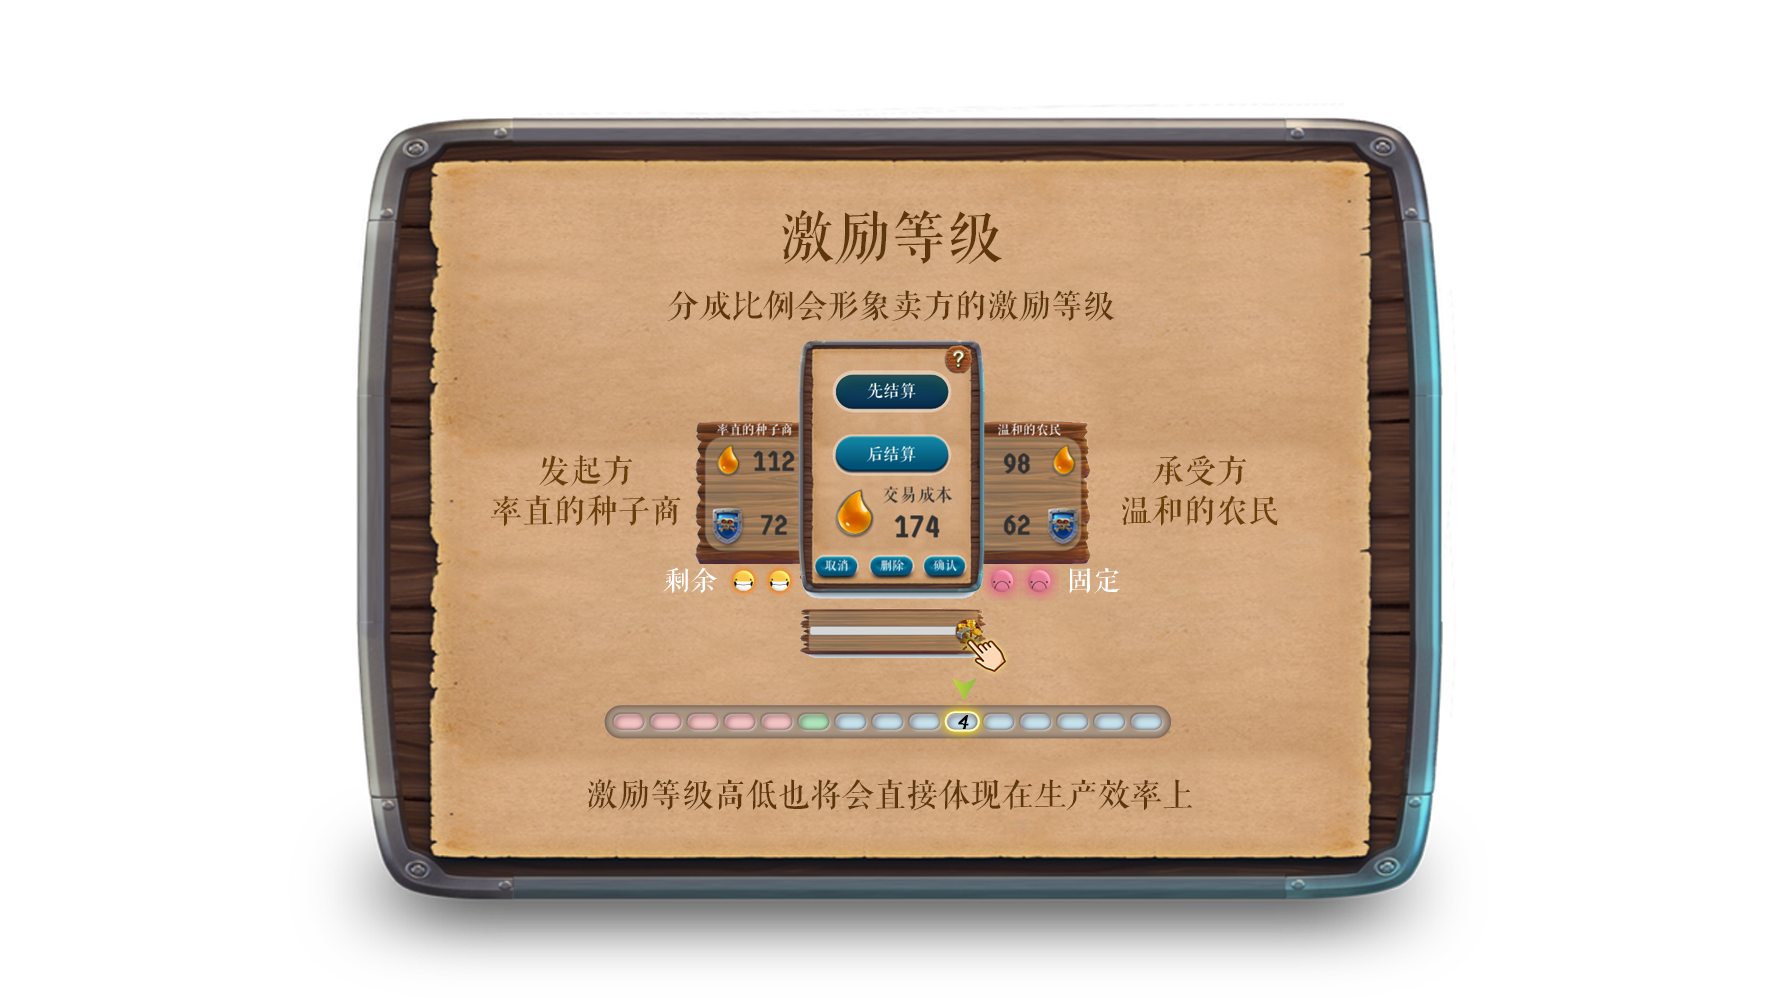 激励等级
分成比例会形象卖方的激励等级
?
先结算
率直的种子商
温和的农民
112
后结算
98
发起方
率直的种子商
承受方
温和的农民
交易成本
174
72
62
取消
删除
确认
剩余
固定
4
激励等级高低也将会直接体现在生产效率上